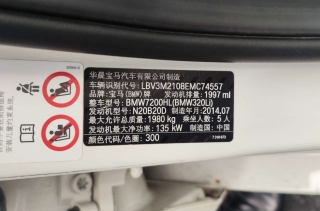 华晨宝马汽车有限公司制造
车辆识别代号: LBV3M2108EMC74557
品牌:宝马(BMW) 发动机排量: 1997 ml
整车型号: BMW7200HL(BMW320Li)
发动机型号: N20B20D 制造年月: 2014.07
最大允许总质量: 1980 kg 乘坐人数: 5 人
发动机最大净功率: 135 kW 制造国: 中国
颜色代码/色彩: 300